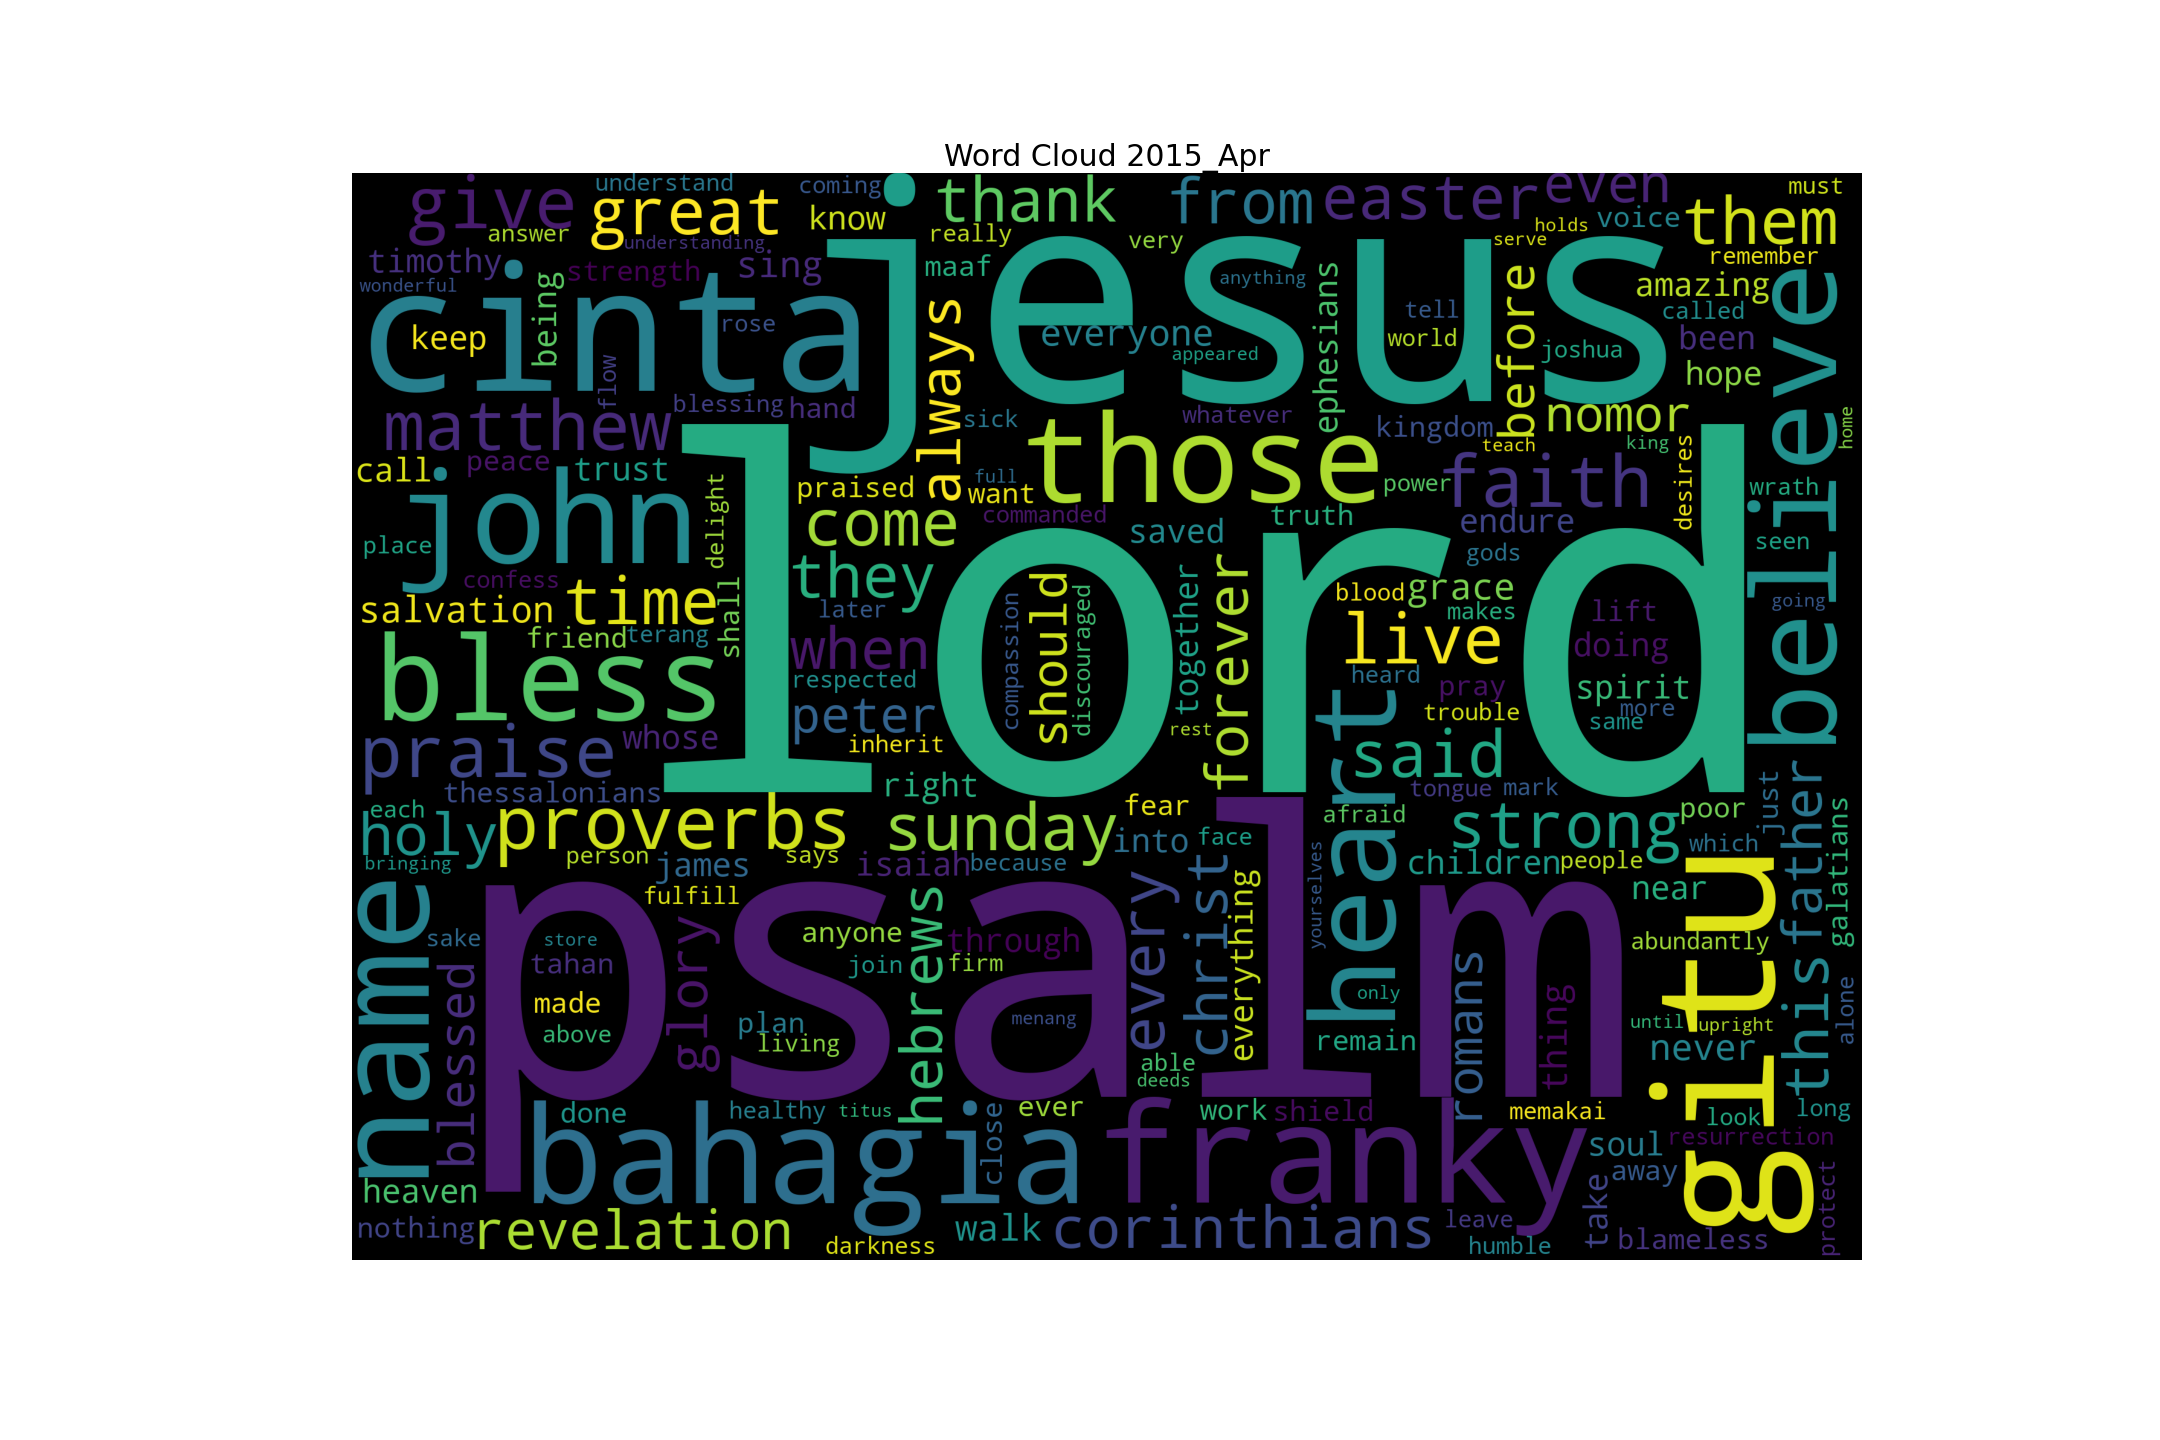 Word Cloud 2015_Apr
give
understand
great
answer
understanding
coming
know
jesus
thank
really
very
from
easter
even
holds
serve
voice
must
them
remember
timothy
wonderful
strength
sing
maaf
anything
amazing
called
cinta
keep
being
rose
always
everyone
appeared
ephesians
tell
world
before
joshua
been
hope
believe
matthew
flow
blessing
hand
sick
whatever
those
kingdom
teach
nomor
king
home
call
peace
trust
john
praised
full
want
commanded
come
power
faith
desires
wrath
place
delight
confess
saved
truth
endure
gods
seen
lord
salvation
time
shall
they
later
compassion
should
discouraged
together
forever
blood
grace
makes
live
lift
going
doing
friend
terang
bless
when
respected
heard
pray
spirit
praise
whose
peter
inherit
rest
heart
trouble
same
more
said
thessalonians
right
fear
tongue
mark
just
father
each
holy
bringing
proverbs
sunday
into
face
afraid
strong
poor
which
galatians
person
james
says
isaiah
because
children
people
name
psalm
fulfill
hebrews
every
christ
everything
yourselves
near
gitu
this
sake
store
tahan
glory
anyone
through
join
firm
abundantly
blessed
made
above
plan
living
menang
only
romans
thing
remain
until
upright
never
alone
able
deeds
done
healthy
titus
close
ever
work
shield
memakai
look
long
bahagia
franky
soul
resurrection
away
heaven
nothing
revelation
darkness
walk
corinthians
leave
humble
take
blameless
protect